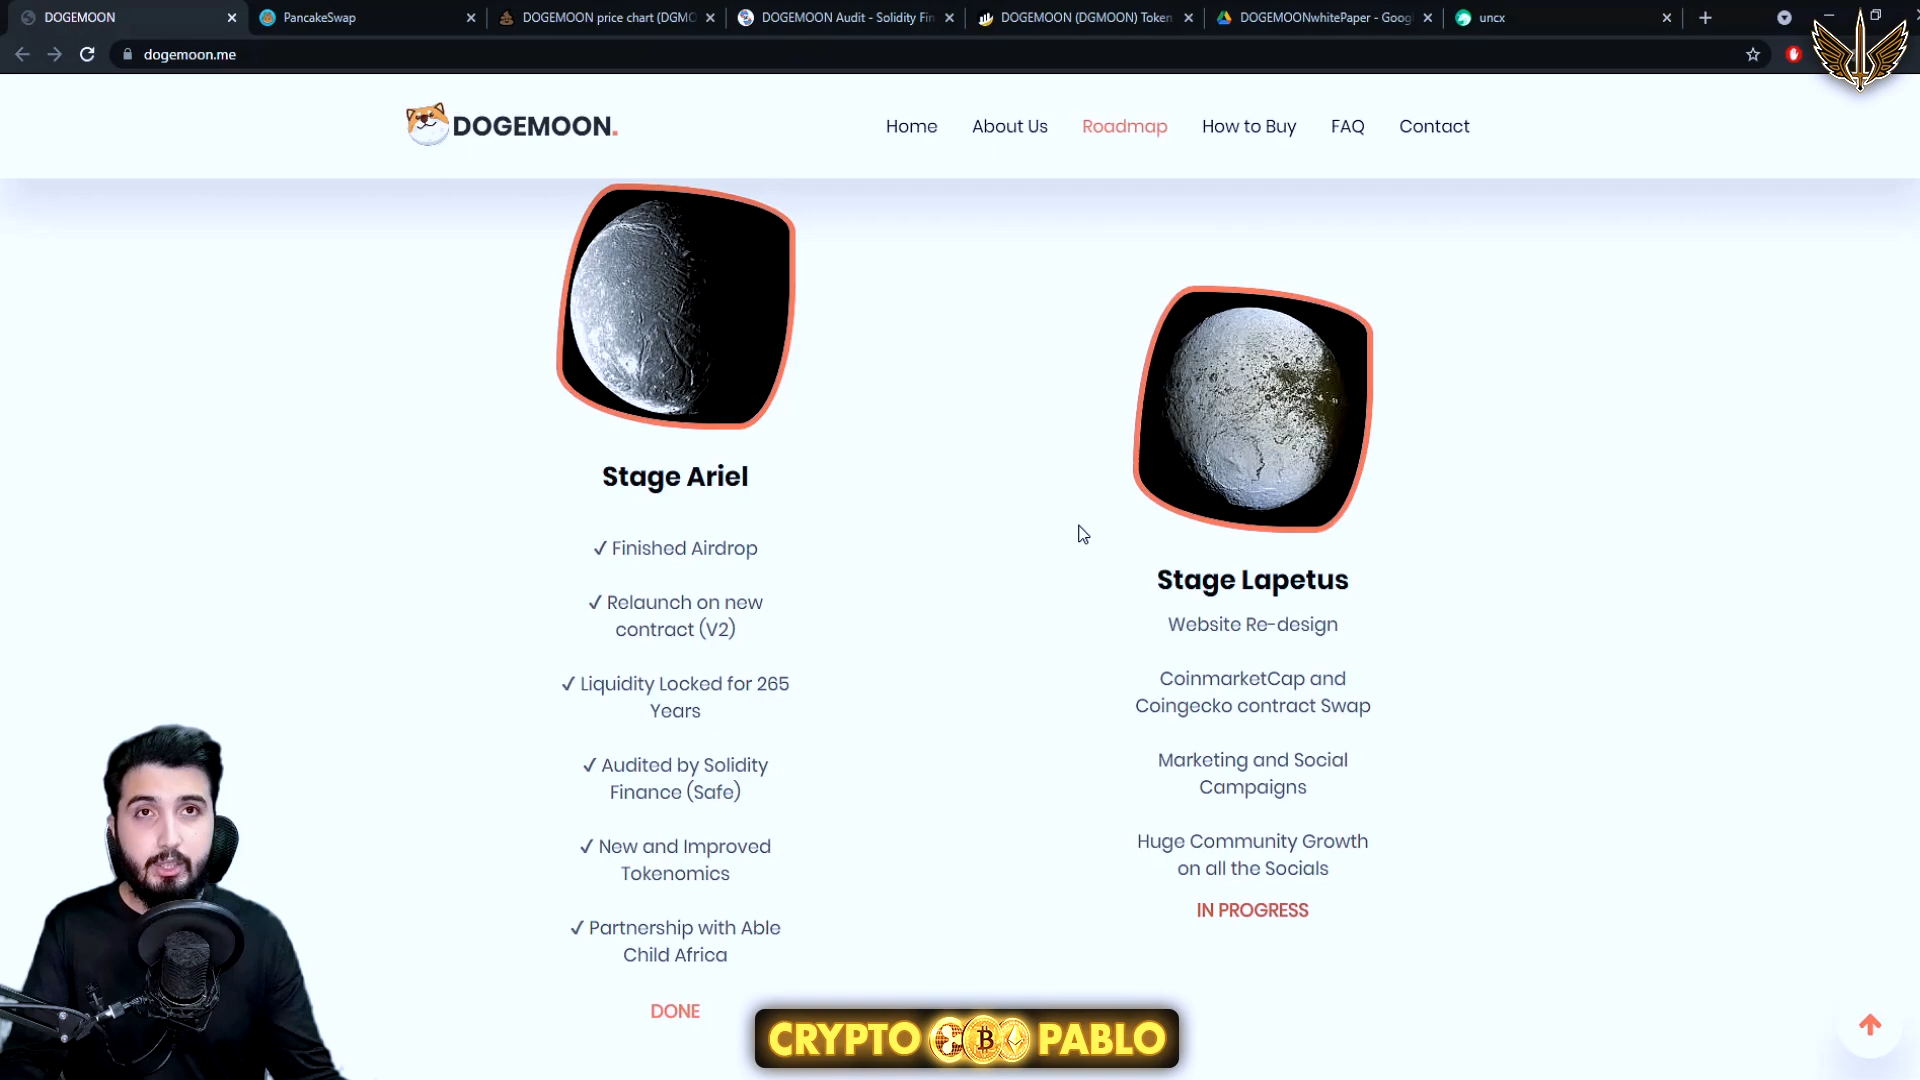 DOGEMOON
PancakeSwap
DOGEMOON price chart (DGMO
DOGEMOON Audit - Solidity Fin
DOGEMOON (DGMOON) Token
DOGEMOONwhitePaper - Googl
uncx
dogemoon.me
DOGEMOON.
Home
About Us
Roadmap
How to Buy
FAQ
Contact
Stage Ariel
✓ Finished Airdrop
✓ Relaunch on new
contract (V2)
✓ Liquidity Locked for 265
Years
✓ Audited by Solidity
Finance (Safe)
✓ New and Improved
Tokenomics
✓ Partnership with Able
Child Africa
DONE
Stage Lapetus
Website Re-design
CoinmarketCap and
Coingecko contract Swap
Marketing and Social
Campaigns
Huge Community Growth
on all the Socials
IN PROGRESS
CRYPTO PABLO